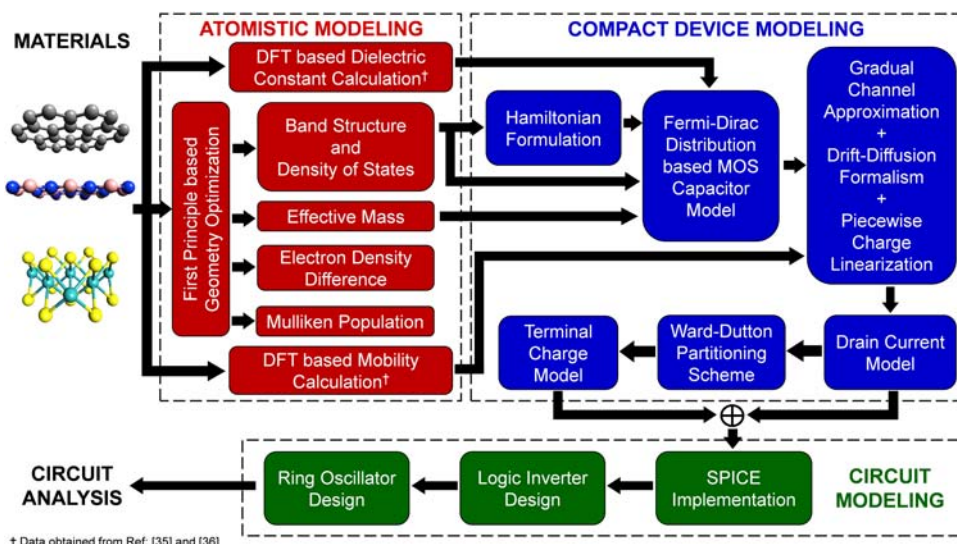 MATERIALS
ATOMISTIC MODELING
DFT based Dielectric
Constant Calculation†
First Principle based
Geometry Optimization
Band Structure
and
Density of States
Effective Mass
Electron Density
Difference
Mulliken Population
DFT based Mobility
Calculation†
COMPACT DEVICE MODELING
Hamiltonian
Formulation
Fermi-Dirac
Distribution
based MOS
Capacitor
Model
Gradual
Channel
Approximation
+
Drift-Diffusion
Formalism
+
Piecewise
Charge
Linearization
Terminal
Charge
Model
Ward-Dutton
Partitioning
Scheme
Drain Current
Model
CIRCUIT
ANALYSIS
Ring Oscillator
Design
Logic Inverter
Design
SPICE
Implementation
CIRCUIT
MODELING
† Data obtained from Ref: [35] and [36]